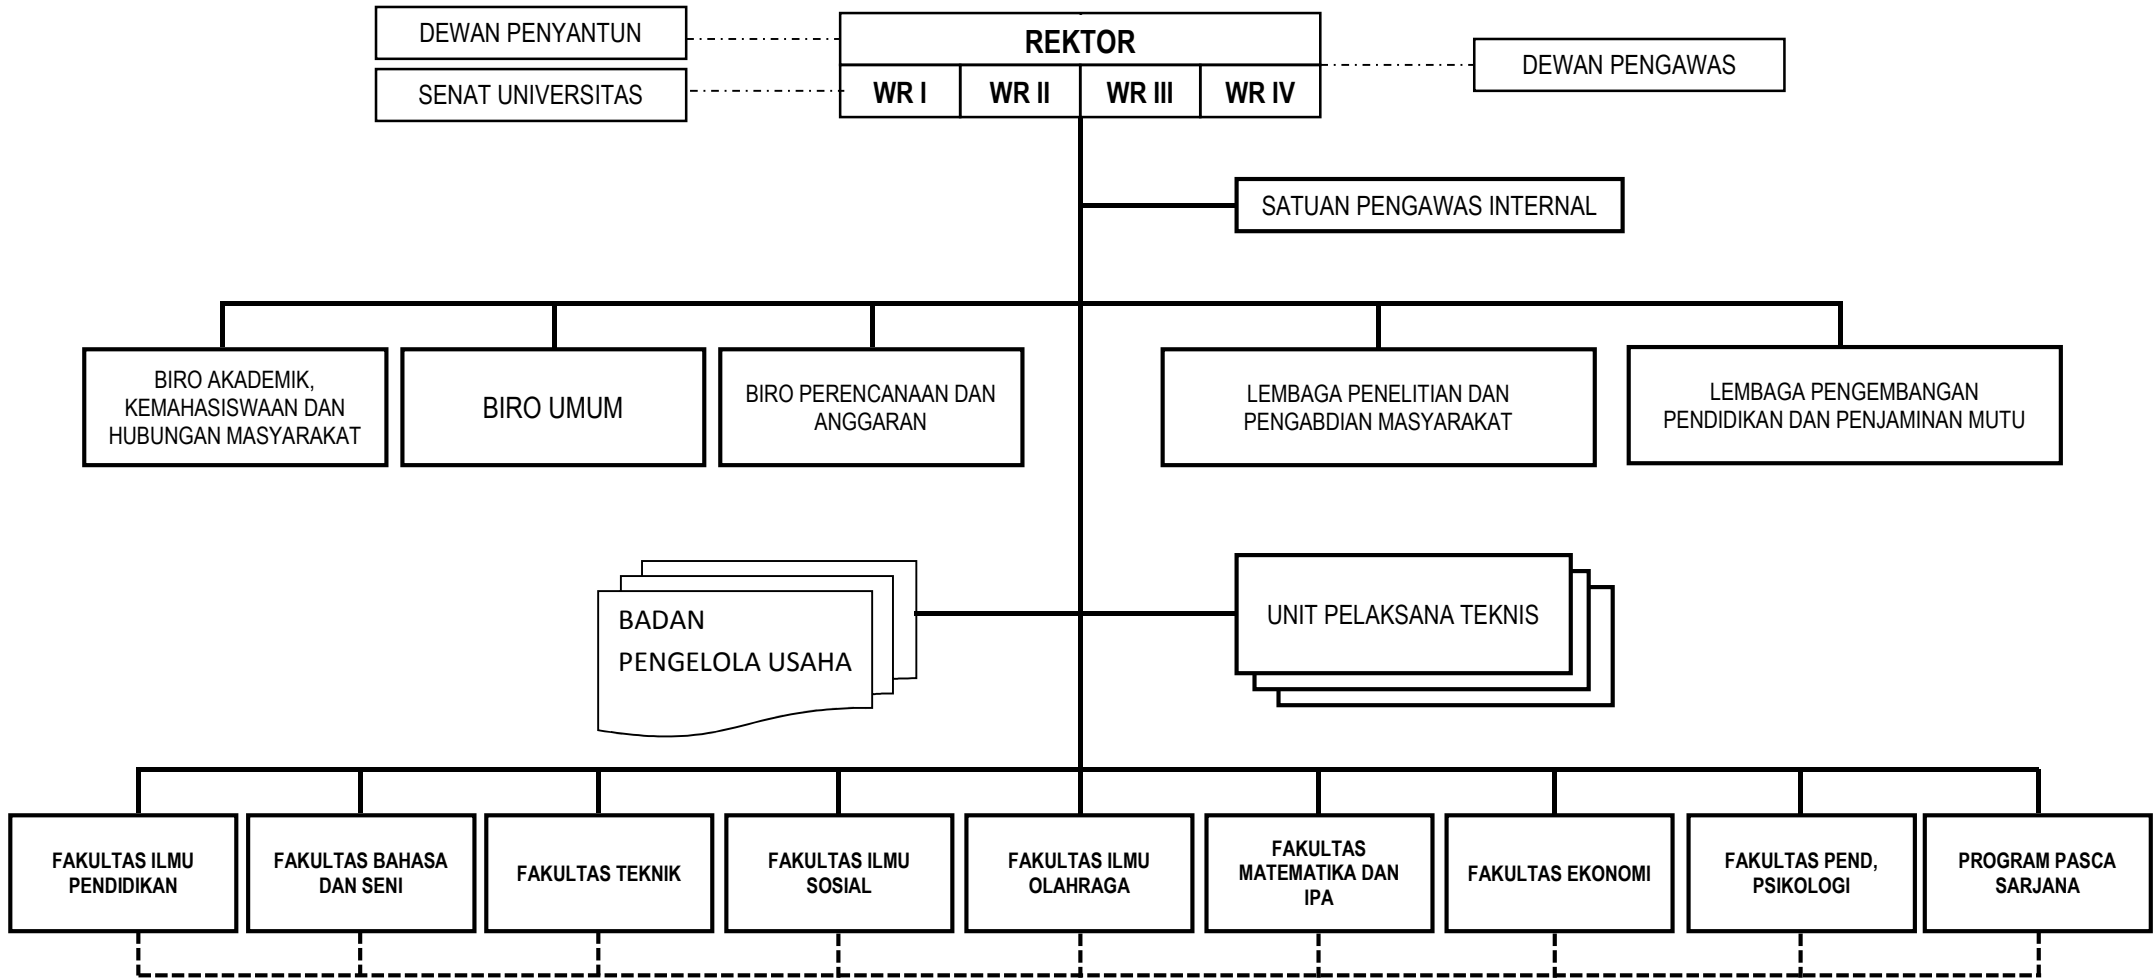 DEWAN PENYANTUN
REKTOR
DEWAN PENGAWAS
SENAT UNIVERSITAS
WR I
WR II
WR III
WR IV
SATUAN PENGAWAS INTERNAL
BIRO AKADEMIK,
KEMAHASISWAAN DAN
HUBUNGAN MASYARAKAT
BIRO UMUM
BIRO PERENCANAAN DAN
ANGGARAN
LEMBAGA PENELITIAN DAN
PENGABDIAN MASYARAKAT
LEMBAGA PENGEMBANGAN
PENDIDIKAN DAN PENJAMINAN MUTU
BADAN
PENGELOLA USAHA
UNIT PELAKSANA TEKNIS
FAKULTAS ILMU
PENDIDIKAN
FAKULTAS BAHASA
DAN SENI
FAKULTAS TEKNIK
FAKULTAS ILMU
SOSIAL
FAKULTAS ILMU
OLAHRAGA
FAKULTAS
MATEMATIKA DAN
IPA
FAKULTAS EKONOMI
FAKULTAS PEND,
PSIKOLOGI
PROGRAM PASCA
SARJANA